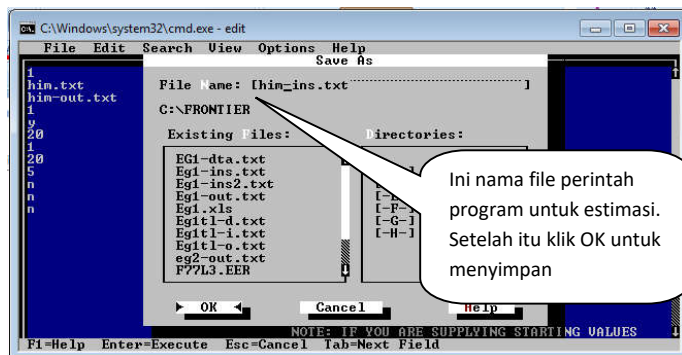 C:\Windows\system32\cmd.exe - edit
File Edit Search View Options Help
Save As
1
him.txt
him-out.txt
1
y
20
1
20
5
n
n
n
File Name: [him_ins.txt ]
C:\FRONTIER
Existing Files: Directories:
EG1-dta.txt
Eg1-ins.txt
Eg1-ins2.txt
Eg1-out.txt
Eg1.xls
Eg1tl-d.txt
Eg1tl-i.txt
Eg1tl-o.txt
eg2-out.txt
F77L3.EER
[-F-]
[-G-]
[-H-]
Ini nama file perintah
program untuk estimasi.
Setelah itu klik OK untuk
menyimpan
OK Cancel Help
NOTE: IF YOU ARE SUPPLYING STARTING VALUES
F1=Help Enter=Execute Esc=Cancel Tab=Next Field